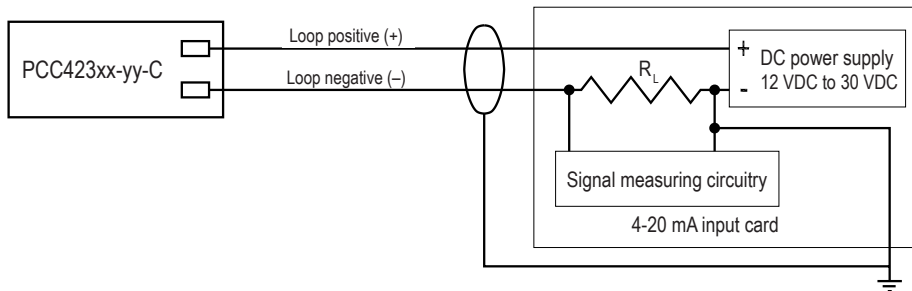 Loop positive (+)
PCC423xx-yy-C
Loop negative (–)
R_L
+
-
DC power supply
12 VDC to 30 VDC
Signal measuring circuitry
4-20 mA input card